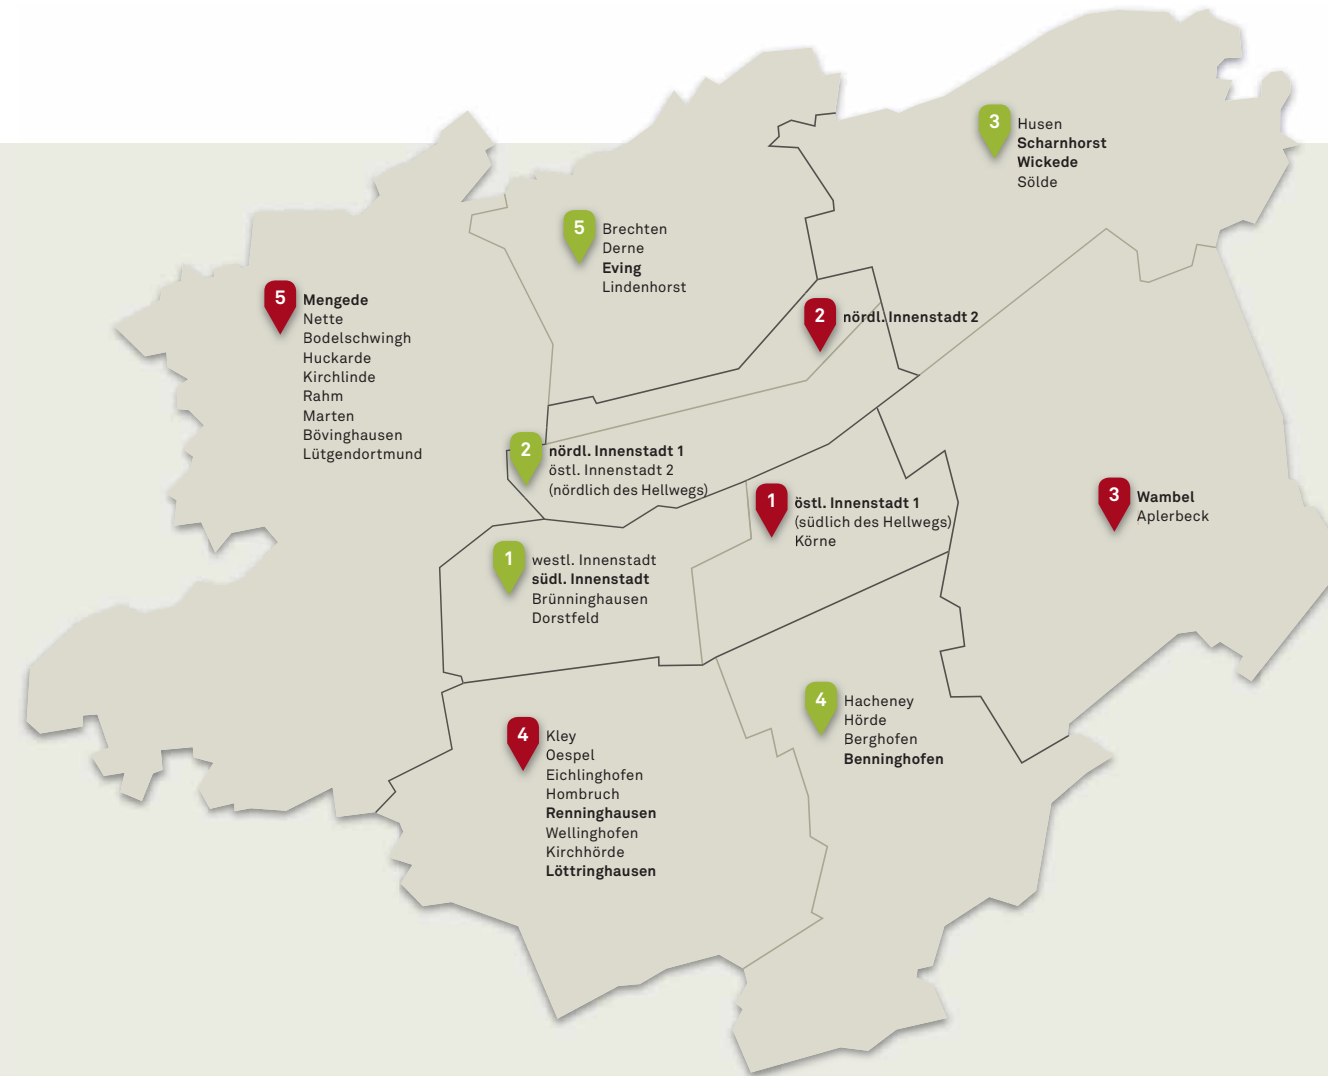 3
Husen
Scharnhorst
Wickede
Sölde
5
Brechten
Derne
Eving
Lindenhorst
5
Mengede
Nette
Bodelschwingh
Huckarde
Kirchlinde
Rahm
Marten
Bövinghausen
Lütgendortmund
2
nördl. Innenstadt 2
2
nördl. Innenstadt 1
östl. Innenstadt 2
(nördlich des Hellwegs)
1
östl. Innenstadt 1
(südlich des Hellwegs)
Körne
3
Wambel
Aplerbeck
1
westl. Innenstadt
südl. Innenstadt
Brünninghausen
Dorstfeld
4
Hacheney
Hörde
Berghofen
Benninghofen
4
Kley
Oespel
Eichlinghofen
Hombruch
Renninghausen
Wellinghofen
Kirchhörde
Löttringhausen